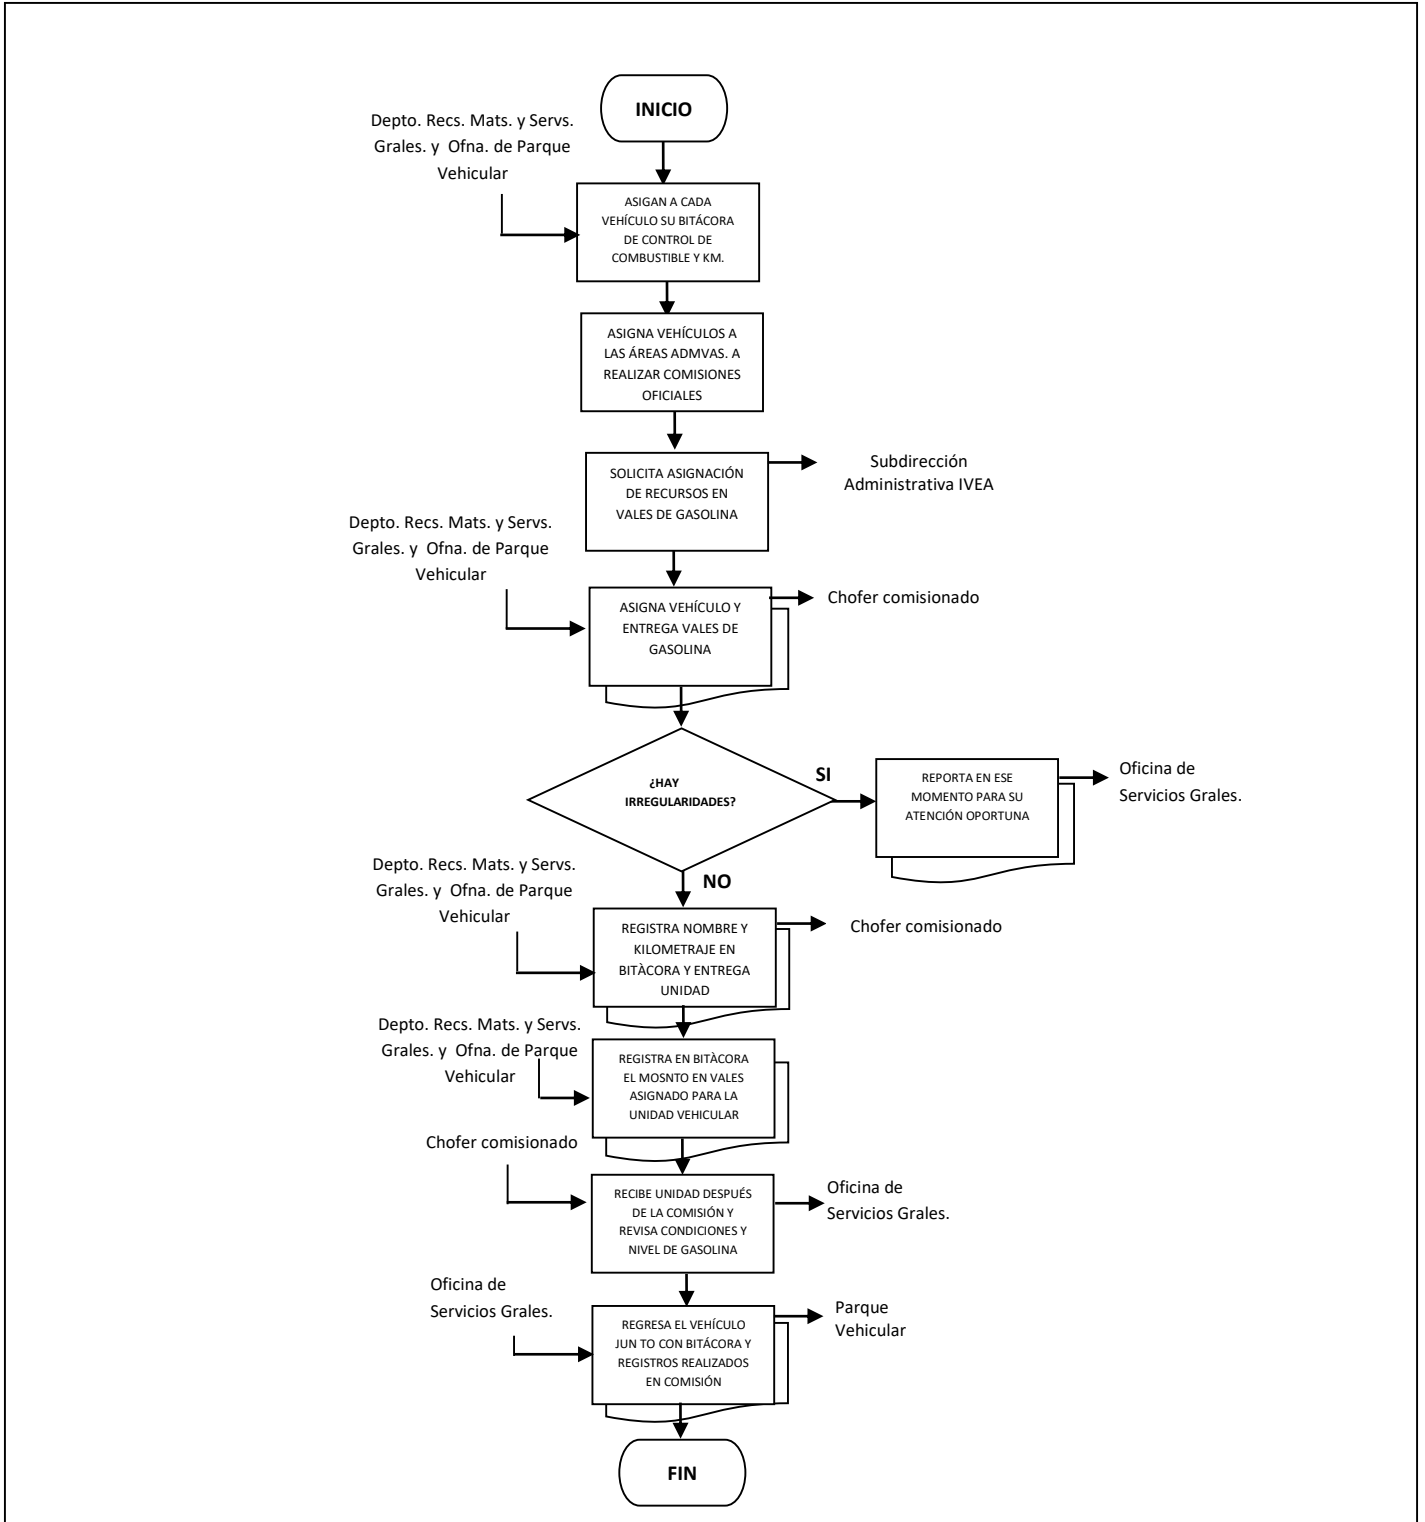 INICIO
Depto. Recs. Mats. y Servs.
Grales. y Ofna. de Parque
Vehicular
ASIGAN A CADA
VEHÍCULO SU BITÁCORA
DE CONTROL DE
COMBUSTIBLE Y KM.
ASIGNA VEHÍCULOS A
LAS ÁREAS ADMVAS. A
REALIZAR COMISIONES
OFICIALES
SOLICITA ASIGNACIÓN
DE RECURSOS EN
VALES DE GASOLINA
Subdirección
Administrativa IVEA
Depto. Recs. Mats. y Servs.
Grales. y Ofna. de Parque
Vehicular
ASIGNA VEHÍCULO Y
ENTREGA VALES DE
GASOLINA
Chofer comisionado
¿HAY
IRREGULARIDADES?
SI
REPORTA EN ESE
MOMENTO PARA SU
ATENCIÓN OPORTUNA
Oficina de
Servicios Grales.
NO
Depto. Recs. Mats. y Servs.
Grales. y Ofna. de Parque
Vehicular
REGISTRA NOMBRE Y
KILOMETRAJE EN
BITÀCORA Y ENTREGA
UNIDAD
Chofer comisionado
Depto. Recs. Mats. y Servs.
Grales. y Ofna. de Parque
Vehicular
REGISTRA EN BITÀCORA
EL MOSNTO EN VALES
ASIGNADO PARA LA
UNIDAD VEHICULAR
Chofer comisionado
RECIBE UNIDAD DESPUÉS
DE LA COMISIÓN Y
REVISA CONDICIONES Y
NIVEL DE GASOLINA
Oficina de
Servicios Grales.
Oficina de
Servicios Grales.
REGRESA EL VEHÍCULO
JUN TO CON BITÁCORA Y
REGISTROS REALIZADOS
EN COMISIÓN
Parque
Vehicular
FIN